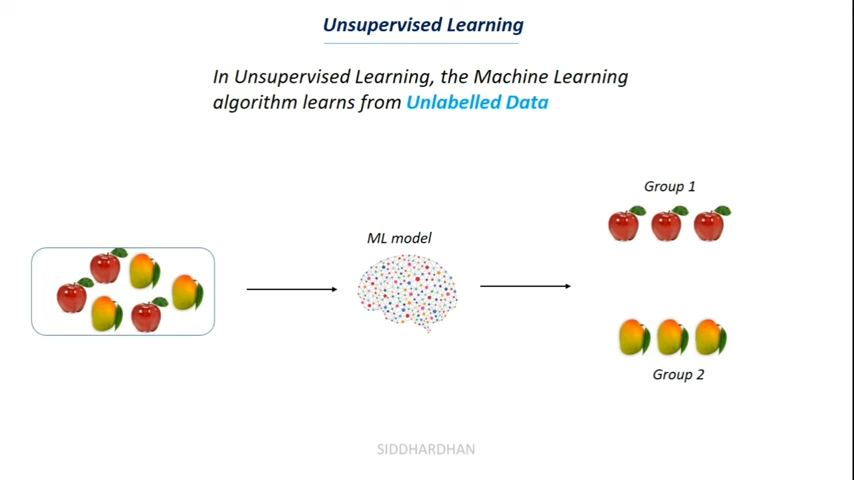 Unsupervised Learning
In Unsupervised Learning, the Machine Learning
algorithm learns from Unlabelled Data
Group 1
ML model
Group 2
SIDDHARDHAN